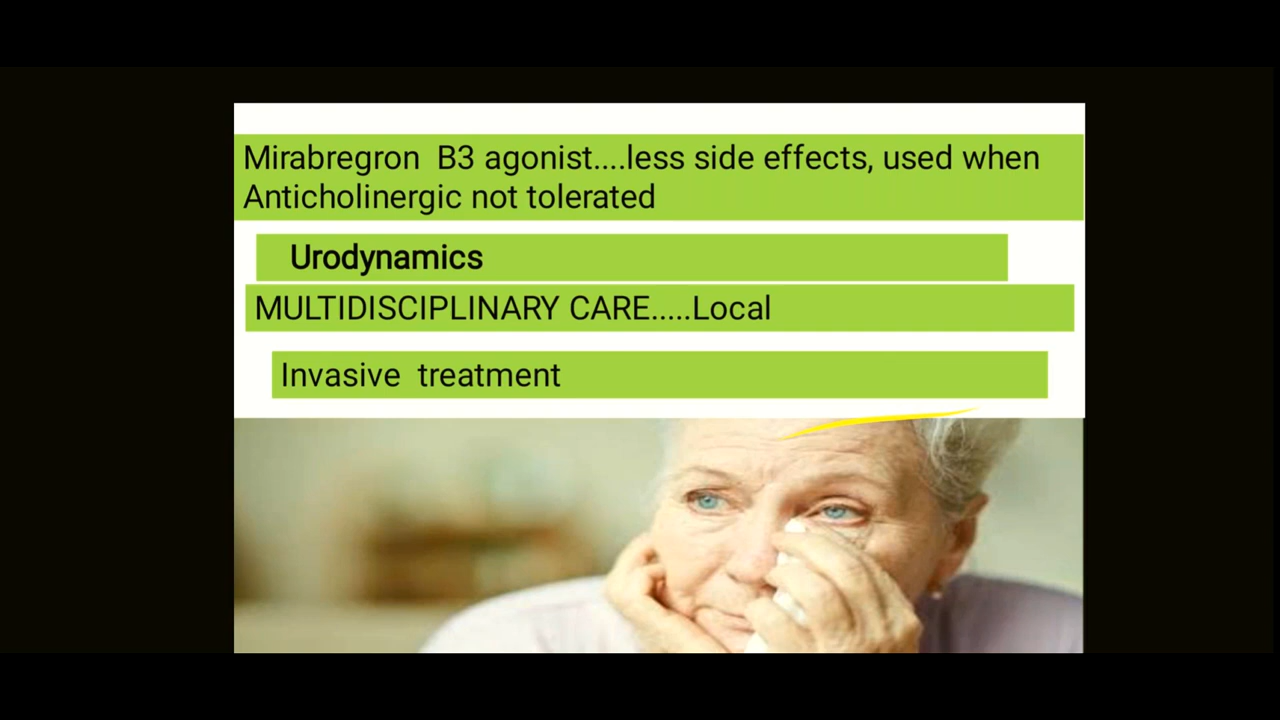 Mirabregron B3 agonist....less side effects, used when
Anticholinergic not tolerated
Urodynamics
MULTIDISCIPLINARY CARE.....Local
Invasive treatment